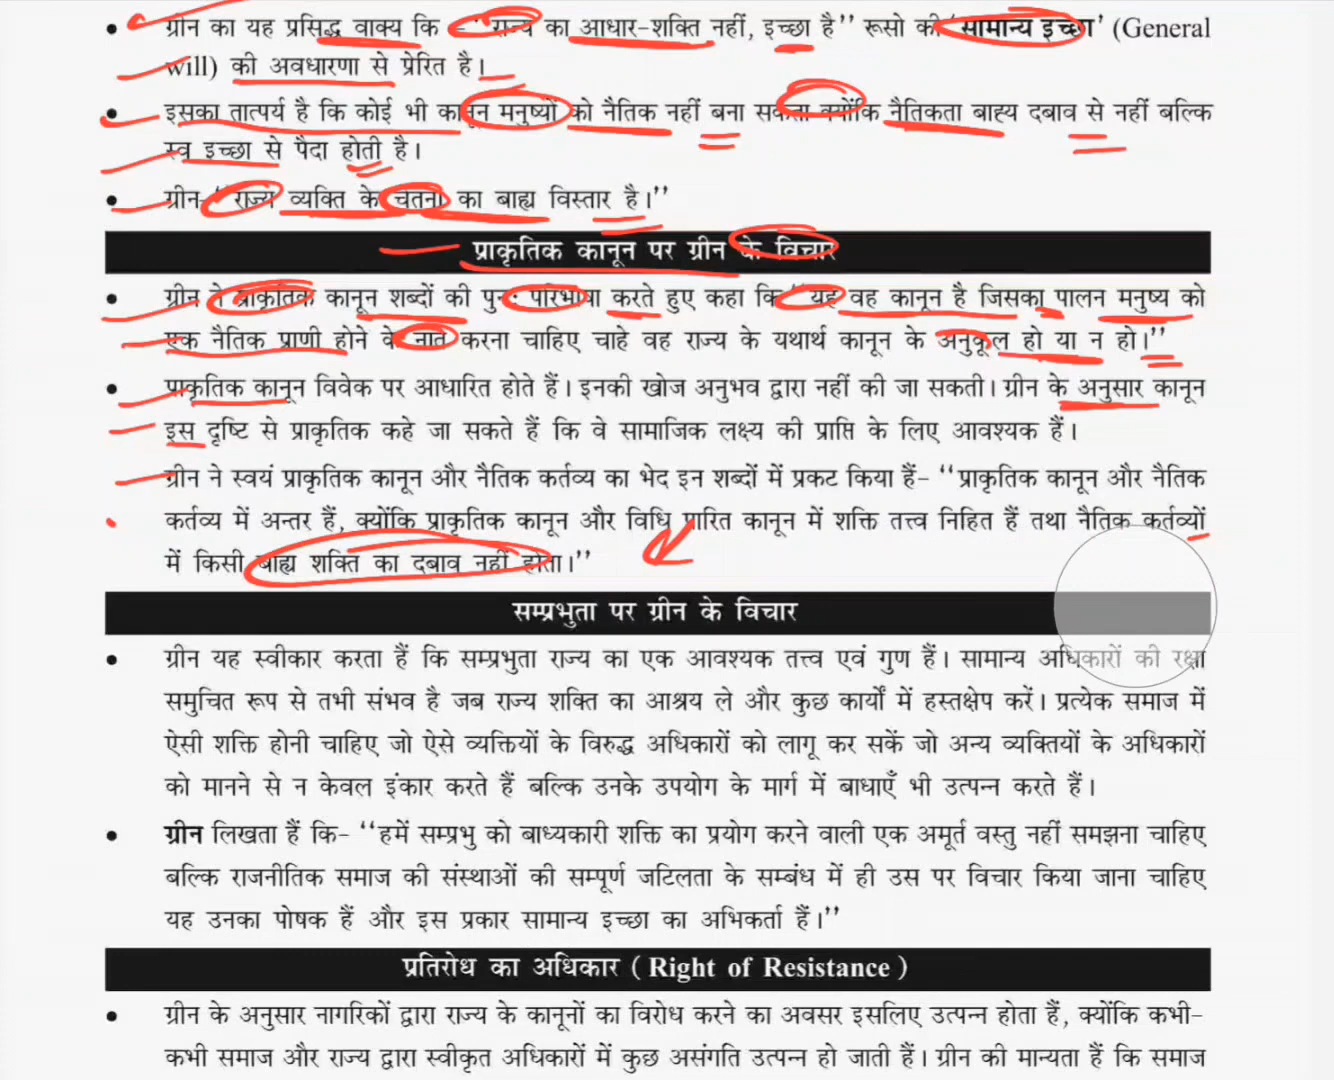 • ग्रीन का यह प्रसिद्ध वाक्य कि -''राज्य का आधार-शक्ति नहीं, इच्छा है'' रूसो की 'सामान्य इच्छा' (General
will) की अवधारणा से प्रेरित है।
• इसका तात्पर्य है कि कोई भी कानून मनुष्यों को नैतिक नहीं बना सकता क्योंकि नैतिकता बाह्य दबाव से नहीं बल्कि
स्व इच्छा से पैदा होती है।
• ग्रीन-''राज्य व्यक्ति के चेतना का बाह्य विस्तार है।''
प्राकृतिक कानून पर ग्रीन के विचार
• ग्रीन ने प्राकृतिक कानून शब्दों की पुनः परिभाषा करते हुए कहा कि ''यह वह कानून है जिसका पालन मनुष्य को
एक नैतिक प्राणी होने के नाते करना चाहिए चाहे वह राज्य के यथार्थ कानून के अनुकूल हो या न हो।''
• प्राकृतिक कानून विवेक पर आधारित होते हैं। इनकी खोज अनुभव द्वारा नहीं की जा सकती। ग्रीन के अनुसार कानून
इस दृष्टि से प्राकृतिक कहे जा सकते हैं कि वे सामाजिक लक्ष्य की प्राप्ति के लिए आवश्यक हैं।
ग्रीन ने स्वयं प्राकृतिक कानून और नैतिक कर्तव्य का भेद इन शब्दों में प्रकट किया हैं- ''प्राकृतिक कानून और नैतिक
कर्तव्य में अन्तर हैं, क्योंकि प्राकृतिक कानून और विधि पारित कानून में शक्ति तत्त्व निहित हैं तथा नैतिक कर्तव्यों
में किसी बाह्य शक्ति का दबाव नहीं होता।''
सम्प्रभुता पर ग्रीन के विचार
• ग्रीन यह स्वीकार करता हैं कि सम्प्रभुता राज्य का एक आवश्यक तत्त्व एवं गुण हैं। सामान्य अधिकारों की रक्षा
समुचित रूप से तभी संभव है जब राज्य शक्ति का आश्रय ले और कुछ कार्यों में हस्तक्षेप करें। प्रत्येक समाज में
ऐसी शक्ति होनी चाहिए जो ऐसे व्यक्तियों के विरुद्ध अधिकारों को लागू कर सकें जो अन्य व्यक्तियों के अधिकारों
को मानने से न केवल इंकार करते हैं बल्कि उनके उपयोग के मार्ग में बाधाएँ भी उत्पन्न करते हैं।
• ग्रीन लिखता हैं कि- ''हमें सम्प्रभु को बाध्यकारी शक्ति का प्रयोग करने वाली एक अमूर्त वस्तु नहीं समझना चाहिए
बल्कि राजनीतिक समाज की संस्थाओं की सम्पूर्ण जटिलता के सम्बंध में ही उस पर विचार किया जाना चाहिए
यह उनका पोषक हैं और इस प्रकार सामान्य इच्छा का अभिकर्ता हैं।''
प्रतिरोध का अधिकार ( Right of Resistance )
• ग्रीन के अनुसार नागरिकों द्वारा राज्य के कानूनों का विरोध करने का अवसर इसलिए उत्पन्न होता हैं, क्योंकि कभी-
कभी समाज और राज्य द्वारा स्वीकृत अधिकारों में कुछ असंगति उत्पन्न हो जाती हैं। ग्रीन की मान्यता हैं कि समाज